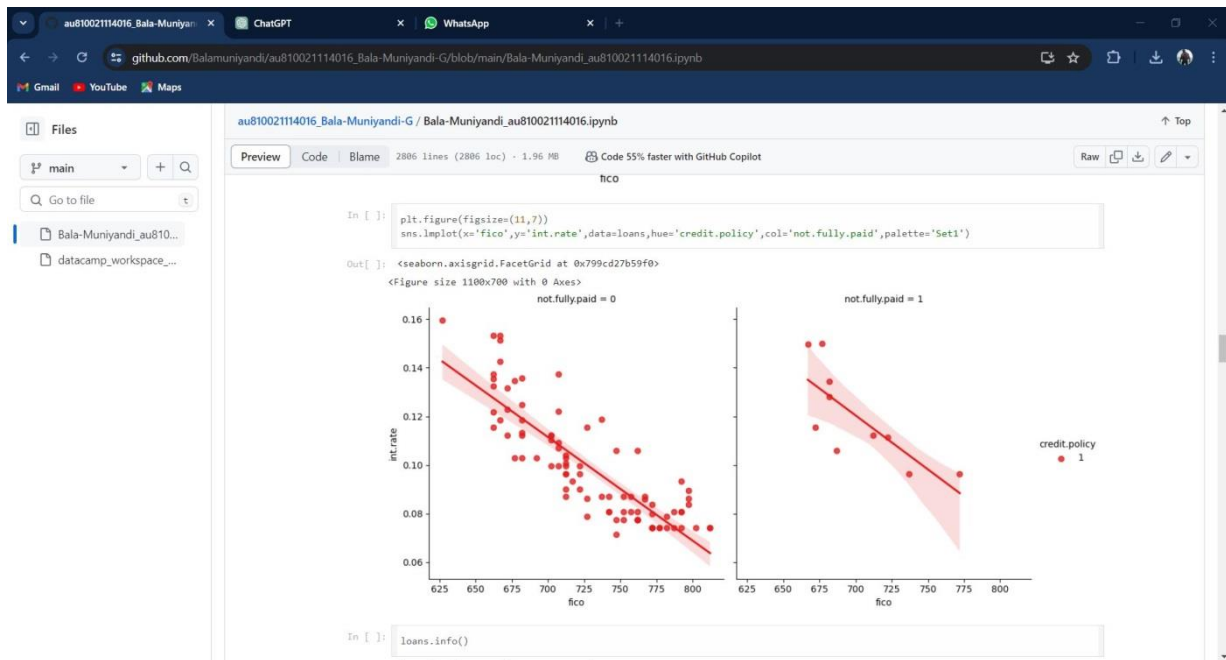 au810021114016_Bala-Muniyan
ChatGPT
WhatsApp
github.com/Balamuniyandi/au810021114016_Bala-Muniyandi-G/blob/main/Bala-Muniyandi_au810021114016.ipynb
Gmail YouTube Maps
Files
main
Go to file t
Bala-Muniyandi_au810...
datacamp_workspace_...
au810021114016_Bala-Muniyandi-G / Bala-Muniyandi_au810021114016.ipynb
Top
Preview Code Blame 2806 lines (2806 loc) · 1.96 MB Code 55% faster with GitHub Copilot Raw
fico
In [ ]: plt.figure(figsize=(11,7))
sns.lmplot(x='fico',y='int.rate',data=loans,hue='credit.policy',col='not.fully.paid',palette='Set1')
Out[ ]: <seaborn.axisgrid.FacetGrid at 0x799cd27b59f0>
<Figure size 1100x700 with 0 Axes>
not.fully.paid = 0 not.fully.paid = 1
0.16
0.14
0.12
0.10
0.08
0.06
int.rate
credit.policy
1
625 650 675 700 725 750 775 800 625 650 675 700 725 750 775 800
fico fico
In [ ]: loans.info()